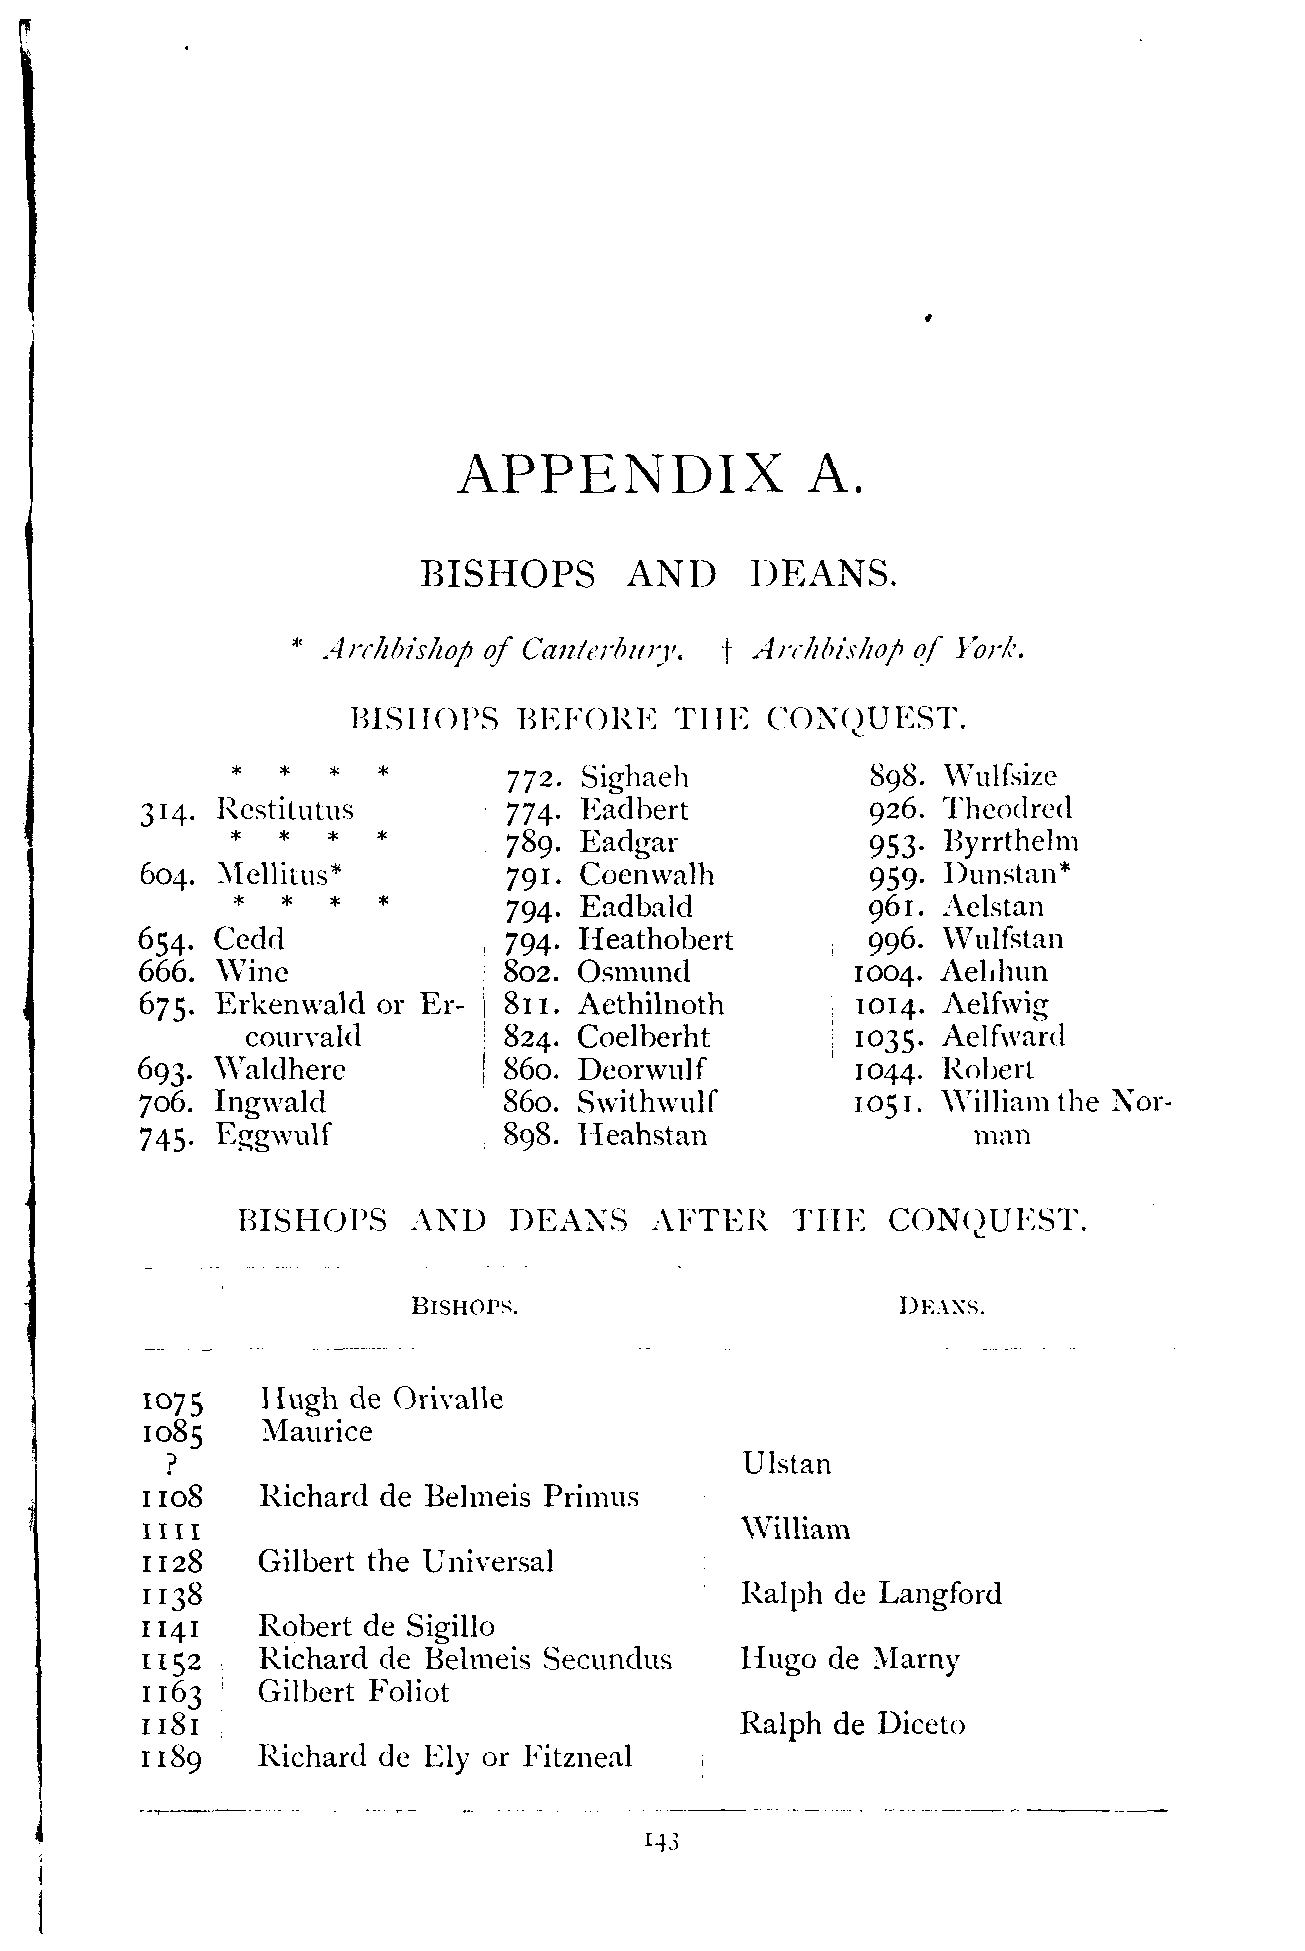 APPENDIX A.
BISHOPS AND DEANS.
* Archbishop of Canterbury. † Archbishop of York.
BISHOPS BEFORE THE CONQUEST.
* * * *
314. Restitutus
* * * *
604. Mellitus*
* * * *
654. Cedd
666. Wine
675. Erkenwald or Er-
courvald
693. Waldhere
706. Ingwald
745. Eggwulf
772. Sighaeh
774. Eadbert
789. Eadgar
791. Coenwalh
794. Eadbald
794. Heathobert
802. Osmund
811. Aethilnoth
824. Coelberht
860. Deorwulf
860. Swithwulf
898. Heahstan
898. Wulfsize
926. Theodred
953. Byrrthelm
959. Dunstan*
961. Aelstan
996. Wulfstan
1004. Aelhhun
1014. Aelfwig
1035. Aelfward
1044. Robert
1051. William the Nor-
man
BISHOPS AND DEANS AFTER THE CONQUEST.
BISHOPS. DEANS.
1075 Hugh de Orivalle
1085 Maurice
? Ulstan
1108 Richard de Belmeis Primus
1111 William
1128 Gilbert the Universal
1138 Ralph de Langford
1141 Robert de Sigillo
1152 Richard de Belmeis Secundus Hugo de Marny
1163 Gilbert Foliot
1181 Ralph de Diceto
1189 Richard de Ely or Fitzneal
143